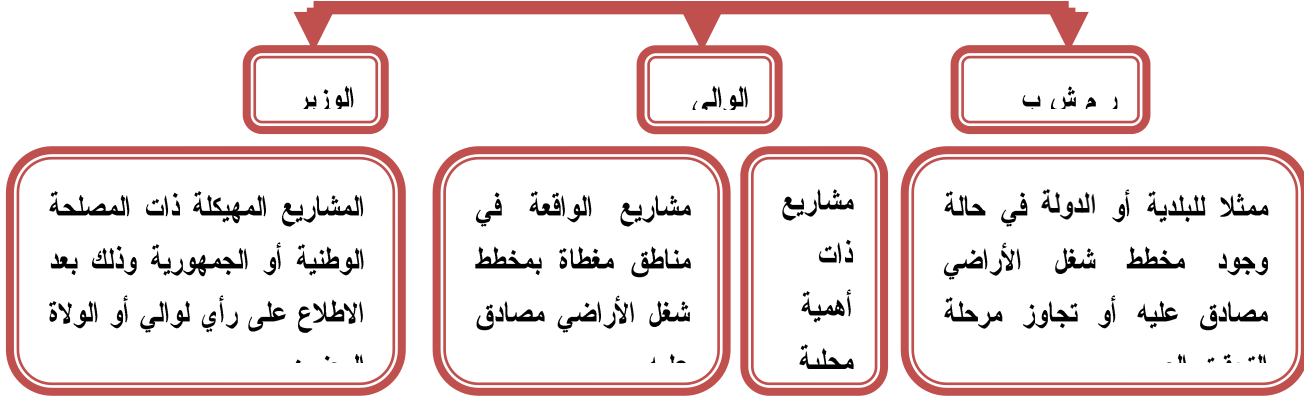 ر م ش ب
الوالي
الوزير
ممثلا للبلدية أو الدولة في حالة
وجود مخطط شغل الأراضي
مصادق عليه أو تجاوز مرحلة
مشاريع
ذات
أهمية
محلية
مشاريع الواقعة في
مناطق مغطاة بمخطط
شغل الأراضي مصادق
عليه
المشاريع المهيكلة ذات المصلحة
الوطنية أو الجمهورية وذلك بعد
الاطلاع على رأي لوالي أو الولاة